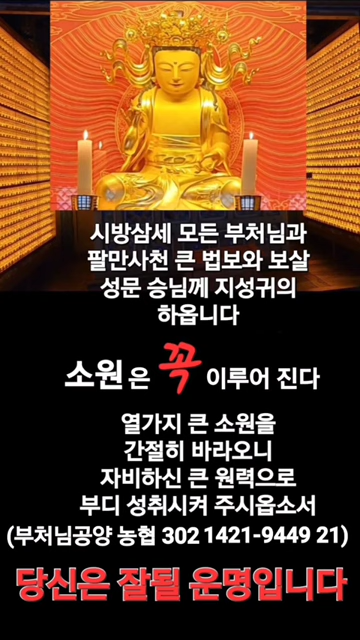 시방삼세 모든 부처님과
팔만사천 큰 법보와 보살
성문 승님께 지성귀의
하옵니다
소원은 꼭 이루어 진다
열가지 큰 소원을
간절히 바라오니
자비하신 큰 원력으로
부디 성취시켜 주시옵소서
(부처님공양 농협 302 1421-9449 21)
당신은 잘될 운명입니다